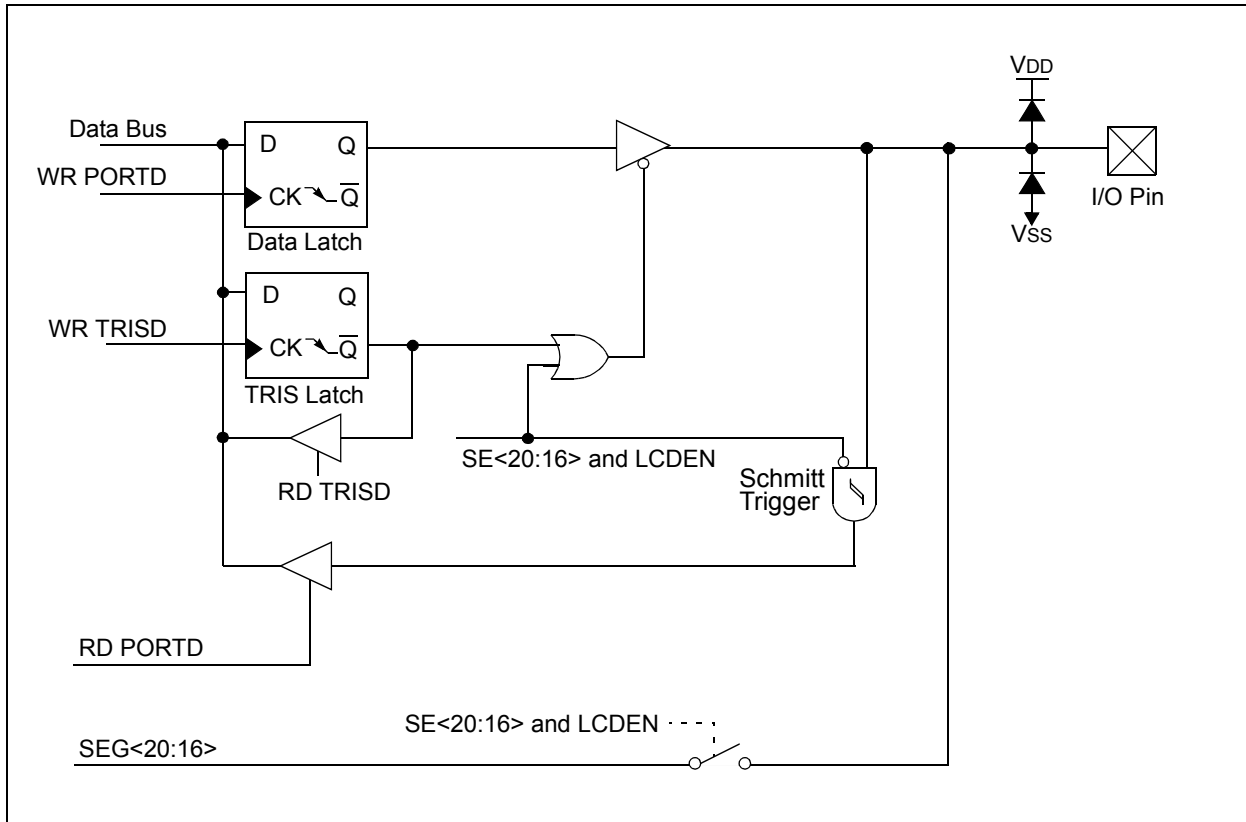 VDD
Data Bus
D Q
WR PORTD
CK Q
I/O Pin
Data Latch
VSS
D Q
WR TRISD
CK Q
TRIS Latch
SE<20:16> and LCDEN
Schmitt
Trigger
RD TRISD
RD PORTD
SE<20:16> and LCDEN
SEG<20:16>